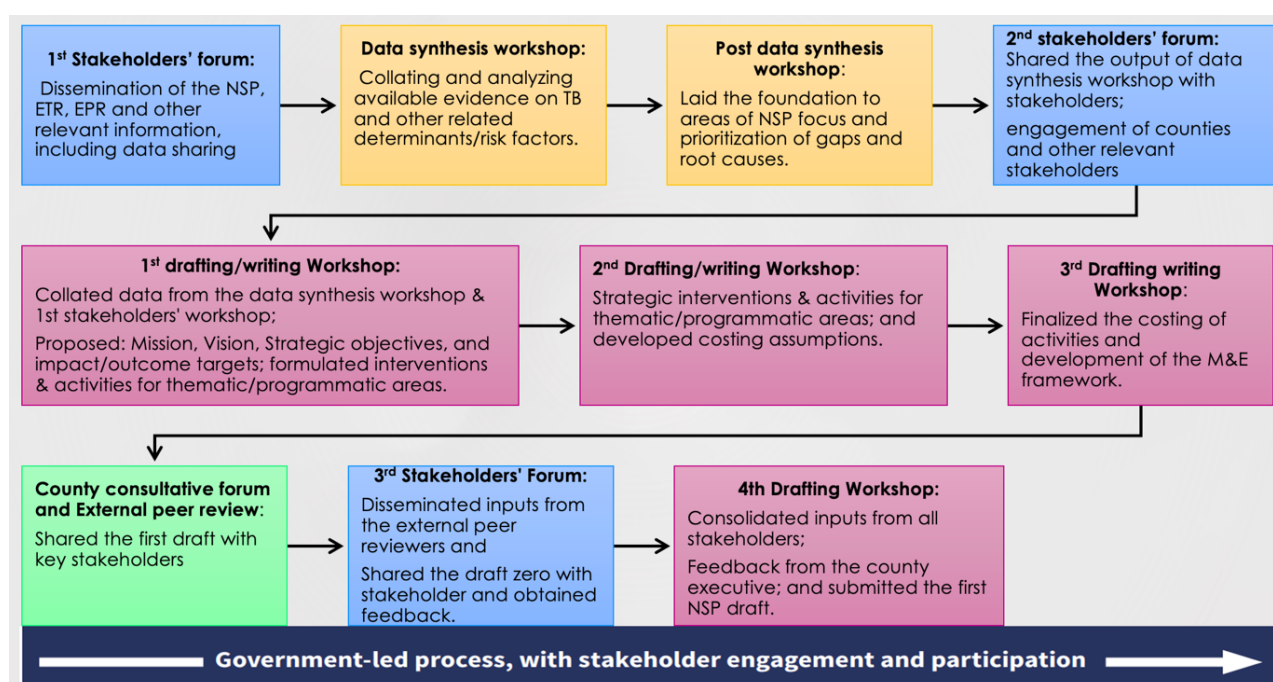 1st Stakeholders' forum:
Dissemination of the NSP,
ETR, EPR and other
relevant information,
including data sharing
Data synthesis workshop:
Collating and analyzing
available evidence on TB
and other related
determinants/risk factors.
Post data synthesis
workshop:
Laid the foundation to
areas of NSP focus and
prioritization of gaps and
root causes.
2nd stakeholders' forum:
Shared the output of data
synthesis workshop with
stakeholders;
engagement of counties
and other relevant
stakeholders
1st drafting/writing Workshop:
Collated data from the data synthesis workshop &
1st stakeholders' workshop;
Proposed: Mission, Vision, Strategic objectives, and
impact/outcome targets; formulated interventions
& activities for thematic/programmatic areas.
2nd Drafting/writing Workshop:
Strategic interventions & activities for
thematic/programmatic areas; and
developed costing assumptions.
3rd Drafting writing
Workshop:
Finalized the costing of
activities and
development of the M&E
framework.
County consultative forum
and External peer review:
Shared the first draft with
key stakeholders
3rd Stakeholders' Forum:
Disseminated inputs from
the external peer
reviewers and
Shared the draft zero with
stakeholder and obtained
feedback.
4th Drafting Workshop:
Consolidated inputs from all
stakeholders;
Feedback from the county
executive; and submitted the first
NSP draft.
Government-led process, with stakeholder engagement and participation